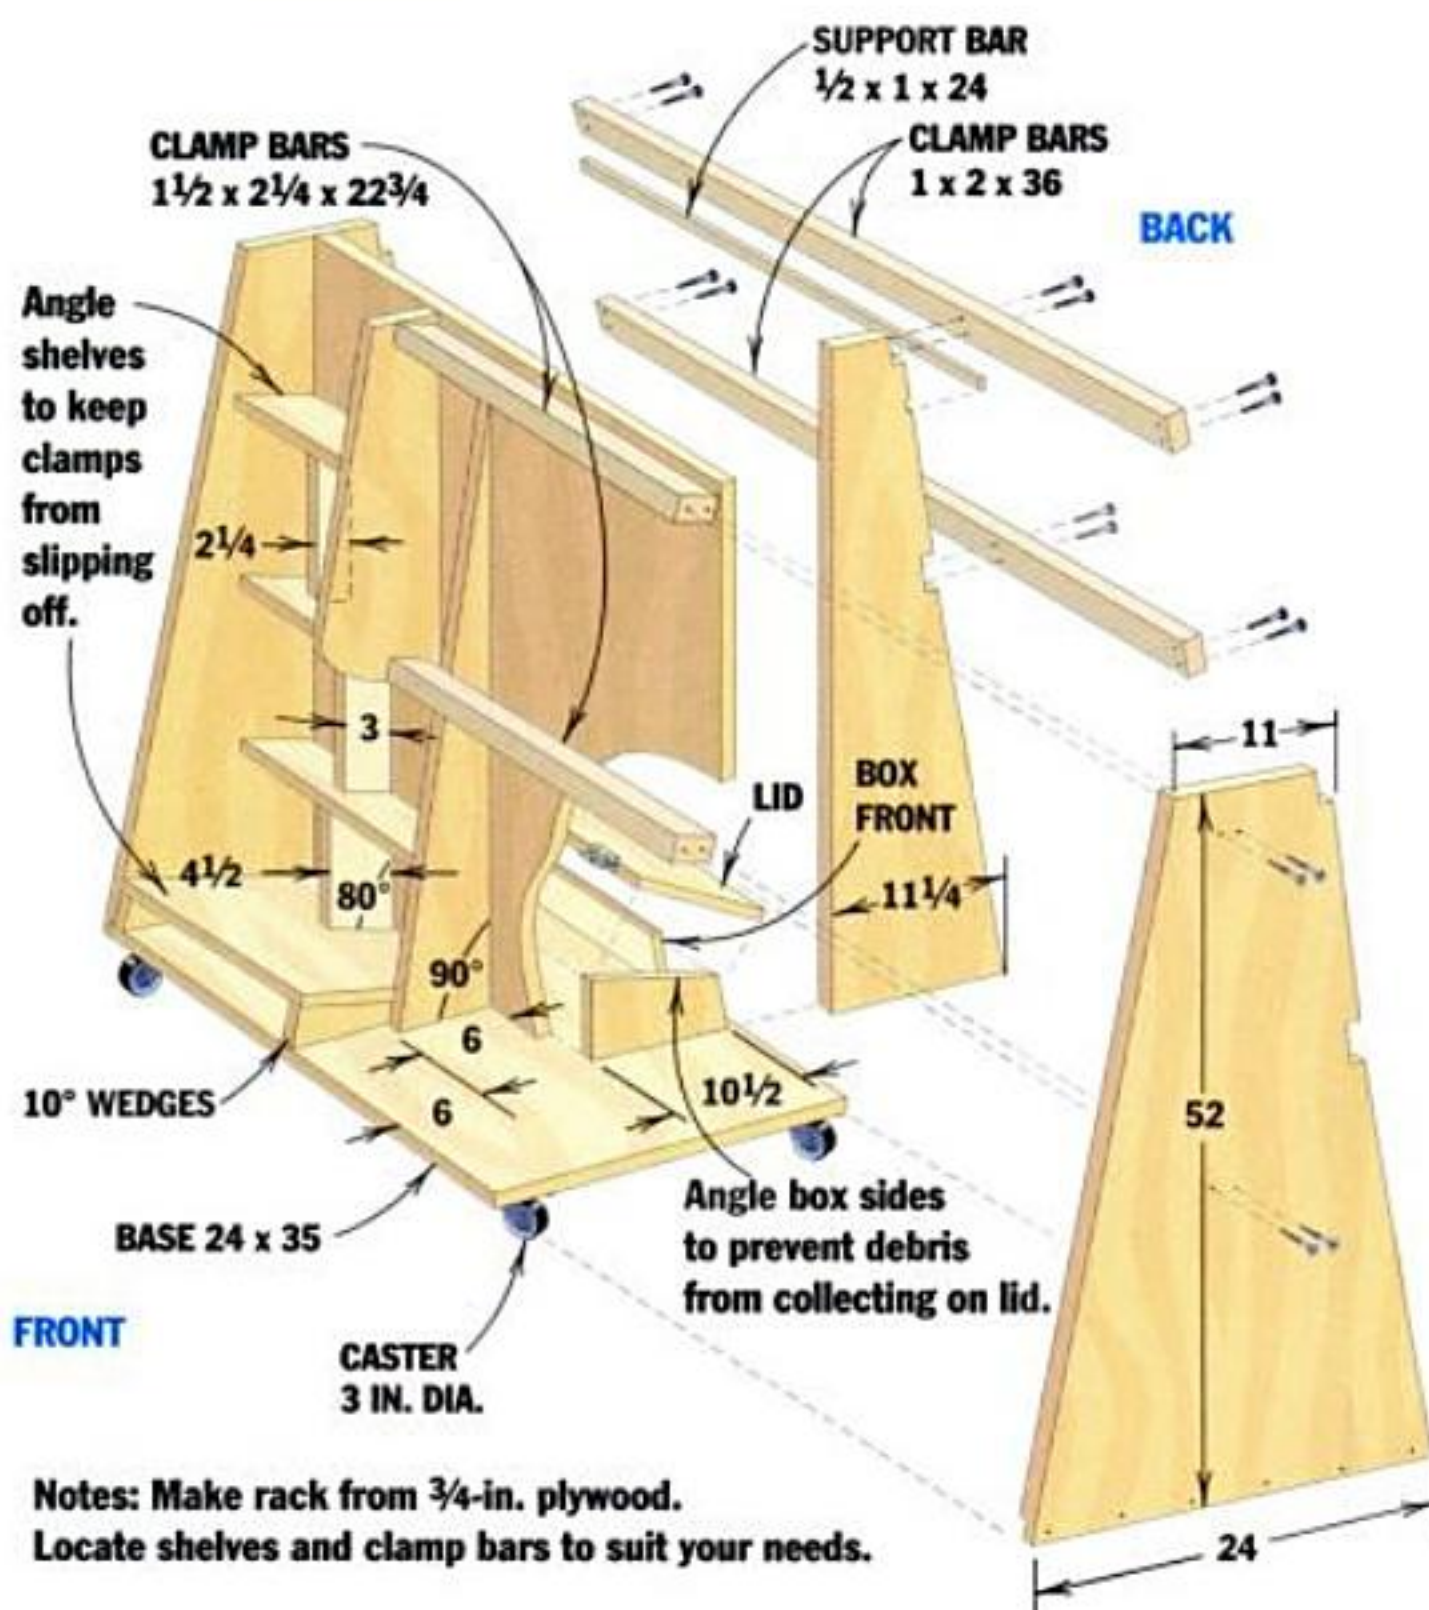 SUPPORT BAR
½ x 1 x 24
CLAMP BARS
1½ x 2¼ x 22¾
CLAMP BARS
1 x 2 x 36
BACK
Angle
shelves
to keep
clamps
from
slipping
off.
2¼
3
11
LID
BOX
FRONT
4½
80°
11¼
90°
6
10° WEDGES
6
10½
52
BASE 24 x 35
Angle box sides
to prevent debris
from collecting on lid.
FRONT
CASTER
3 IN. DIA.
Notes: Make rack from ¾-in. plywood.
Locate shelves and clamp bars to suit your needs.
24